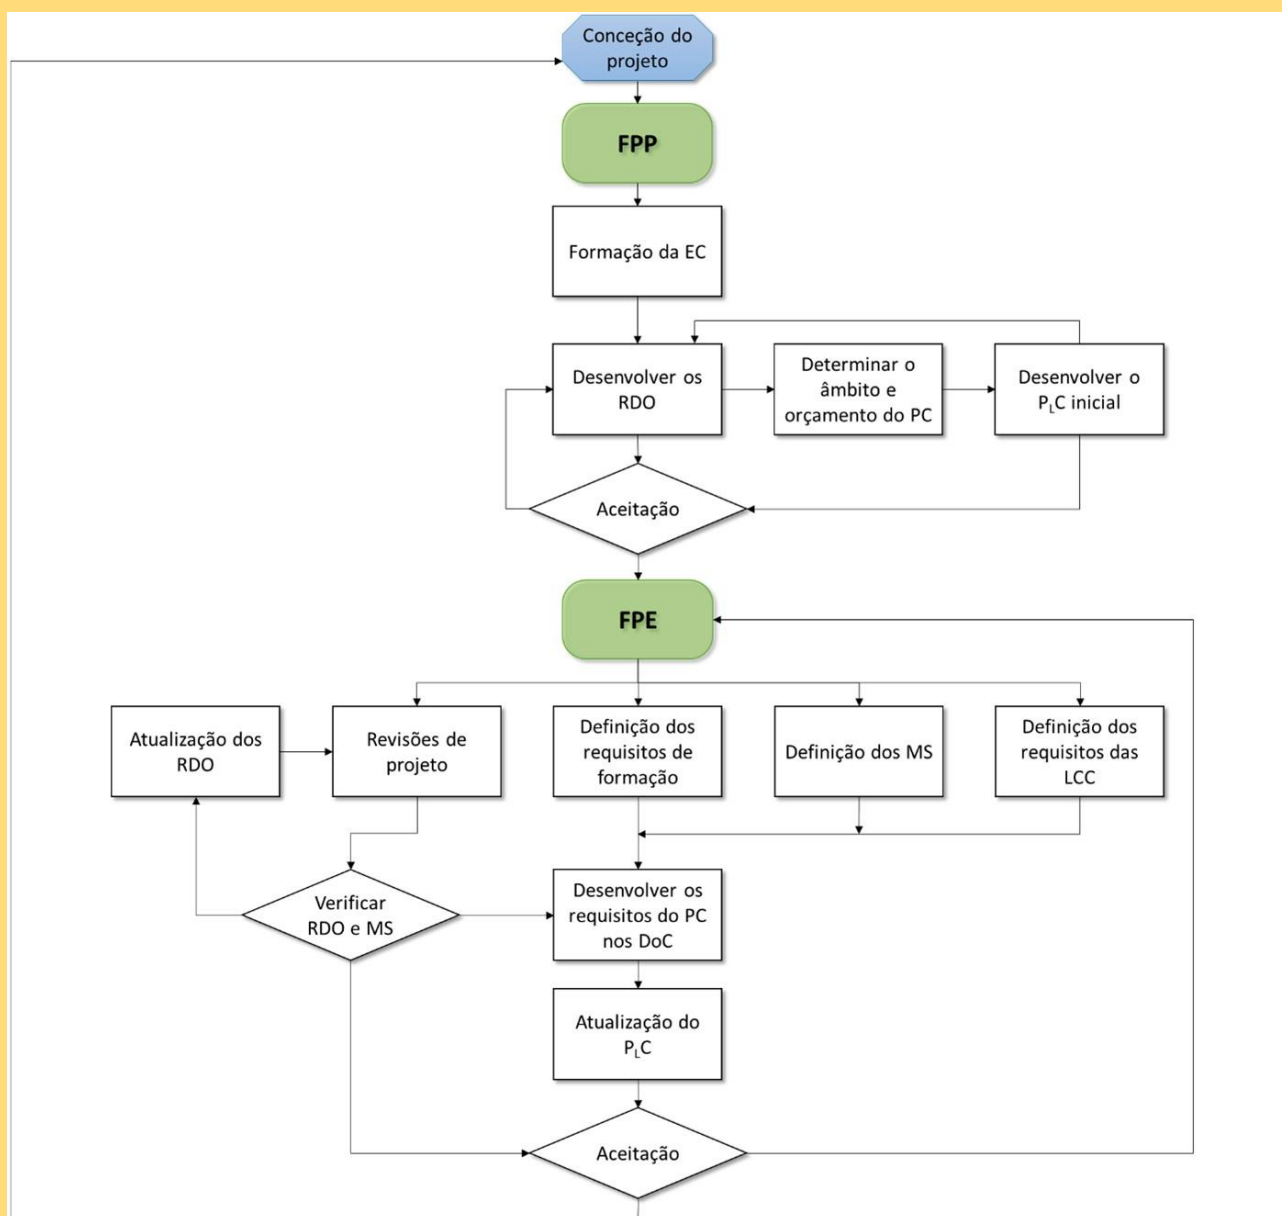 Conceção do
projeto
FPP
Formação da EC
Desenvolver os
RDO
Determinar o
âmbito e
orçamento do PC
Desenvolver o
PLC inicial
Aceitação
FPE
Atualização dos
RDO
Revisões de
projeto
Definição dos
requisitos de
formação
Definição dos MS
Definição dos
requisitos das
LCC
Verificar
RDO e MS
Desenvolver os
requisitos do PC
nos DoC
Atualização do
PLC
Aceitação